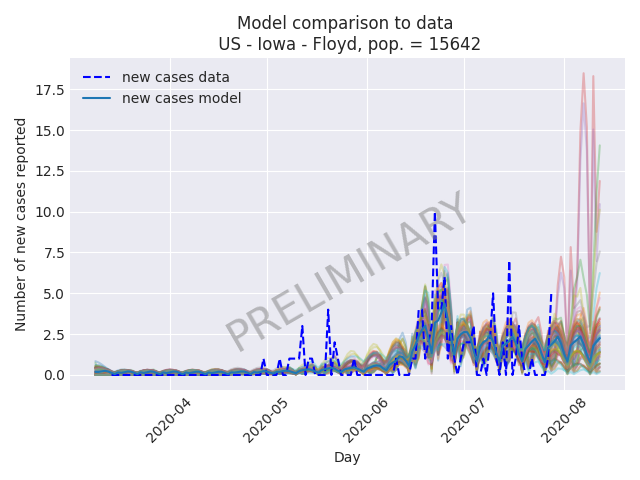 Model comparison to data
US - Iowa - Floyd, pop. = 15642
new cases data
new cases model
PRELIMINARY
Number of new cases reported
17.5
15.0
12.5
10.0
7.5
5.0
2.5
0.0
2020-04
2020-05
2020-06
2020-07
2020-08
Day